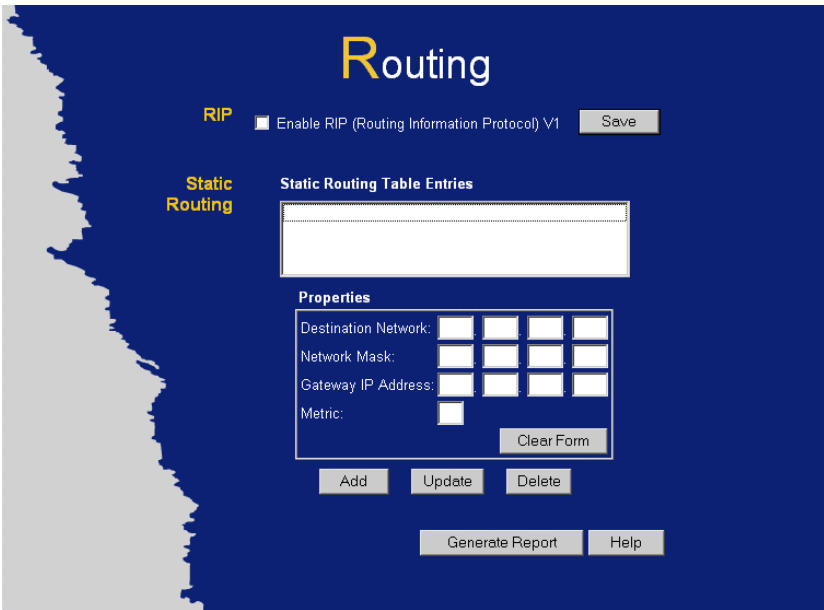 Routing
RIP
Enable RIP (Routing Information Protocol) V1
Save
Static Routing
Static Routing Table Entries
Properties
Destination Network: . . .
Network Mask: . . .
Gateway IP Address: . . .
Metric:
Clear Form
Add
Update
Delete
Generate Report
Help